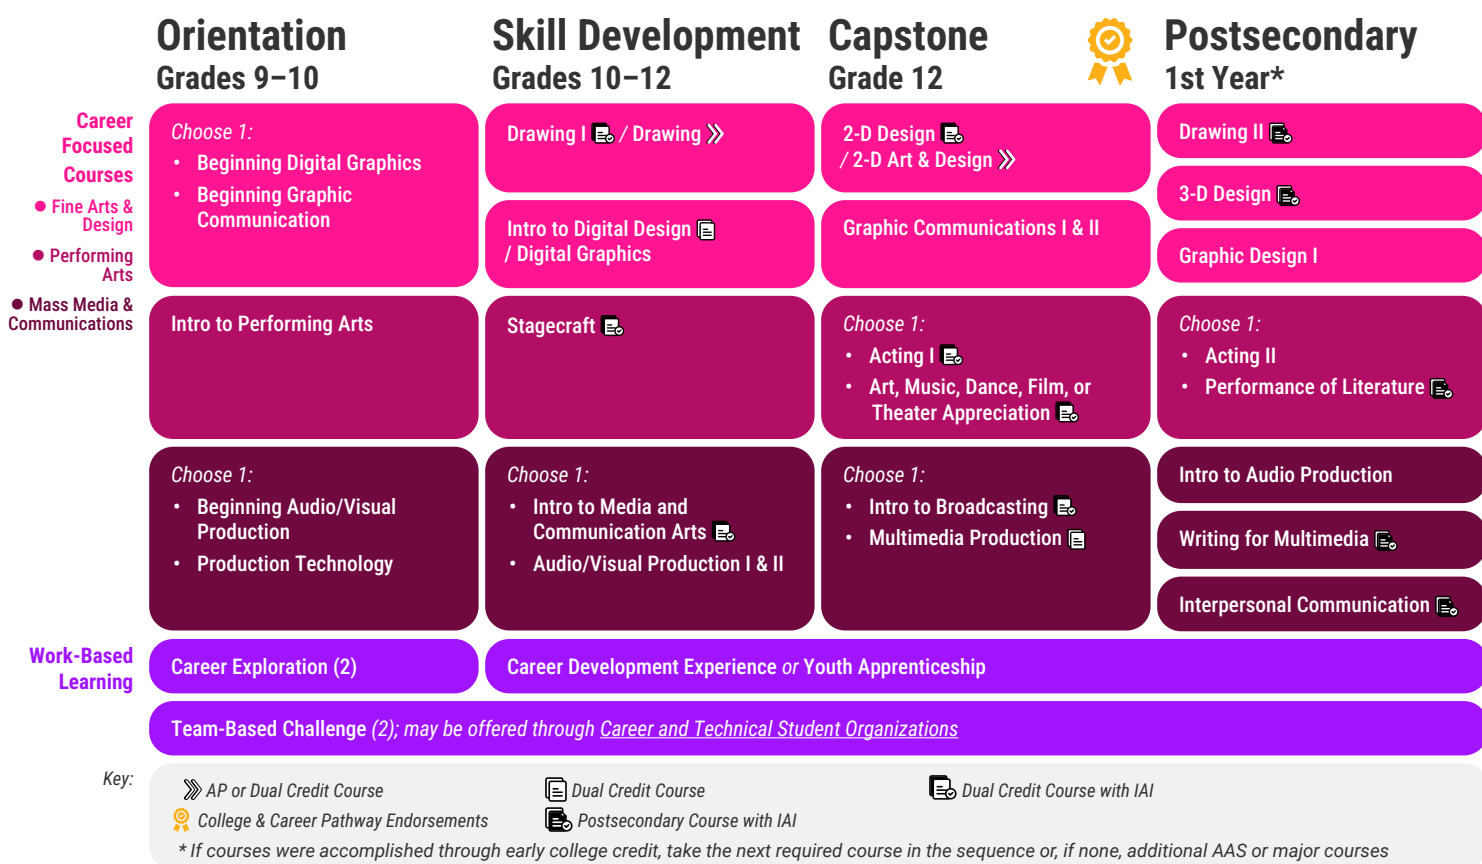 Orientation
Grades 9–10
Skill Development
Grades 10–12
Capstone
Grade 12
Postsecondary
1st Year*
Career
Focused
Courses
● Fine Arts &
Design
● Performing
Arts
● Mass Media &
Communications
Choose 1:
• Beginning Digital Graphics
• Beginning Graphic
Communication
Drawing I / Drawing
Intro to Digital Design
/ Digital Graphics
2-D Design
/ 2-D Art & Design
Graphic Communications I & II
Drawing II
3-D Design
Graphic Design I
Intro to Performing Arts
Stagecraft
Choose 1:
• Acting I
• Art, Music, Dance, Film, or
Theater Appreciation
Choose 1:
• Acting II
• Performance of Literature
Choose 1:
• Beginning Audio/Visual
Production
• Production Technology
Choose 1:
• Intro to Media and
Communication Arts
• Audio/Visual Production I & II
Choose 1:
• Intro to Broadcasting
• Multimedia Production
Intro to Audio Production
Writing for Multimedia
Interpersonal Communication
Work-Based
Learning
Career Exploration (2)
Career Development Experience or Youth Apprenticeship
Team-Based Challenge (2); may be offered through Career and Technical Student Organizations
Key:
AP or Dual Credit Course
Dual Credit Course
Dual Credit Course with IAI
College & Career Pathway Endorsements
Postsecondary Course with IAI
* If courses were accomplished through early college credit, take the next required course in the sequence or, if none, additional AAS or major courses